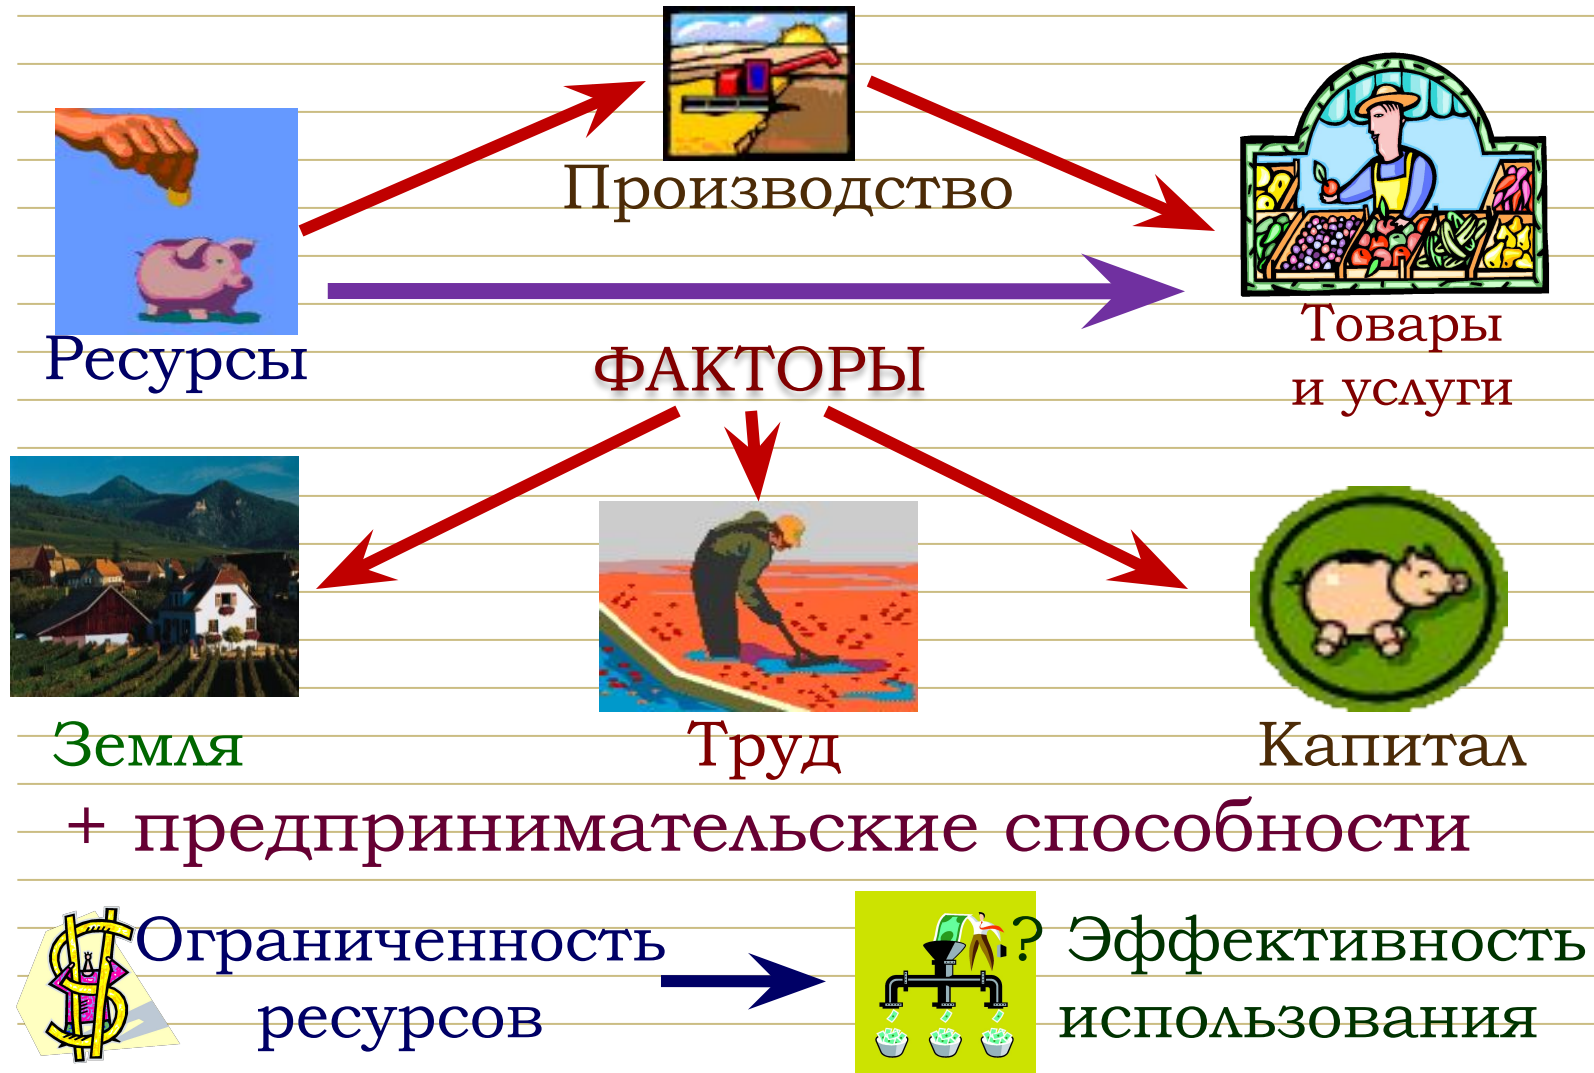 Производство
Ресурсы
Товары
и услуги
ФАКТОРЫ
Земля
Труд
Капитал
+ предпринимательские способности
Ограниченность
ресурсов
? Эффективность
использования